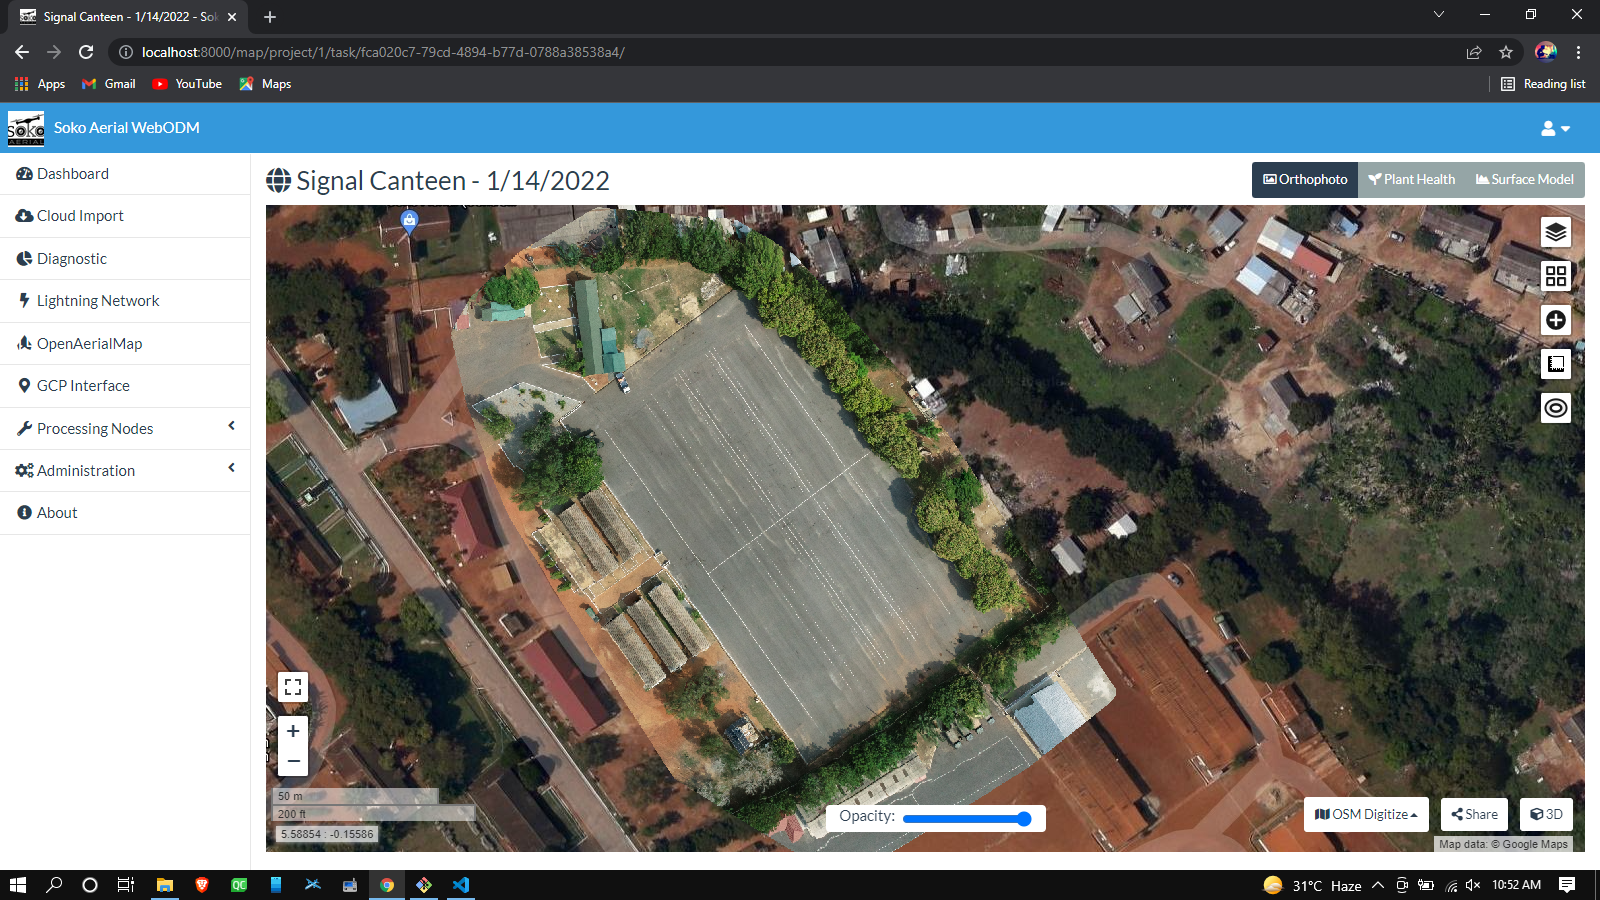 Signal Canteen - 1/14/2022 - Sok
localhost:8000/map/project/1/task/fca020c7-79cd-4894-b77d-0788a38538a4/
Apps
Gmail
YouTube
Maps
Reading list
SOKO
AERIAL
Soko Aerial WebODM
Dashboard
Cloud Import
Diagnostic
Lightning Network
OpenAerialMap
GCP Interface
Processing Nodes
Administration
About
Signal Canteen - 1/14/2022
Orthophoto
Plant Health
Surface Model
50 m
200 ft
5.58854 : -0.15586
Opacity:
OSM Digitize
Share
3D
Map data: © Google Maps
QC
31°C Haze
10:52 AM